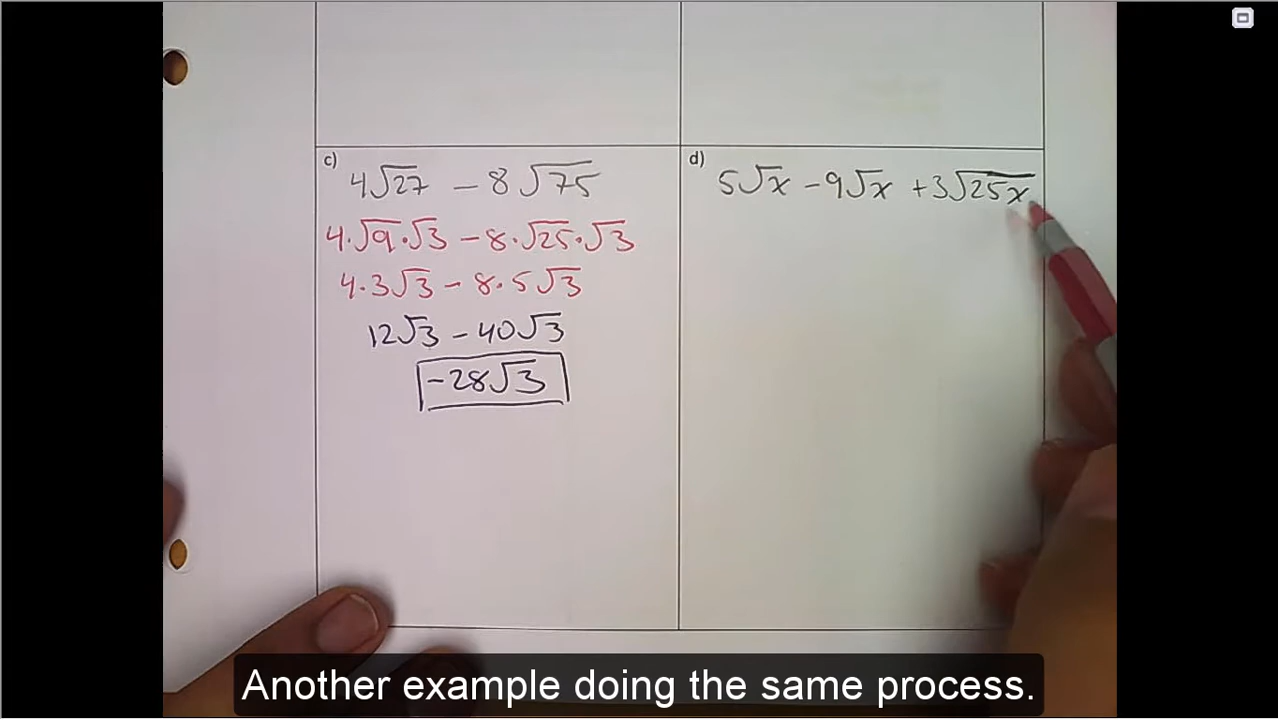 c)
4√27 - 8√75
4·√9·√3 - 8·√25·√3
4·3√3 - 8·5√3
12√3 - 40√3
-28√3
d)
5√x - 9√x + 3√25x
Another example doing the same process.